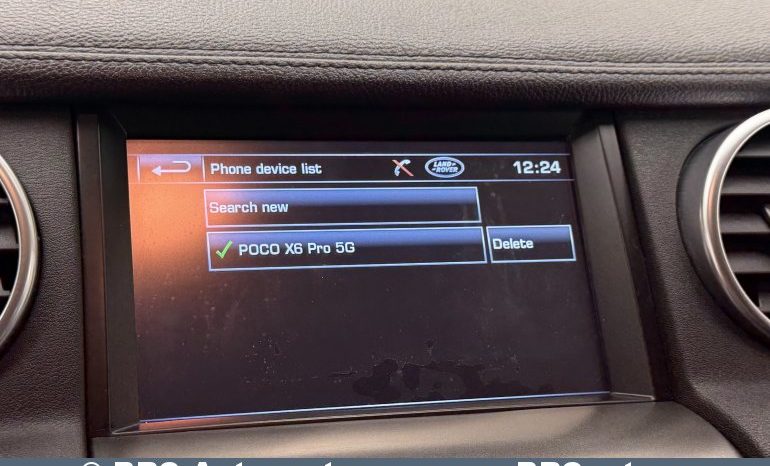 Phone device list
LAND
ROVER
12:24
Search new
POCO X6 Pro 5G
Delete